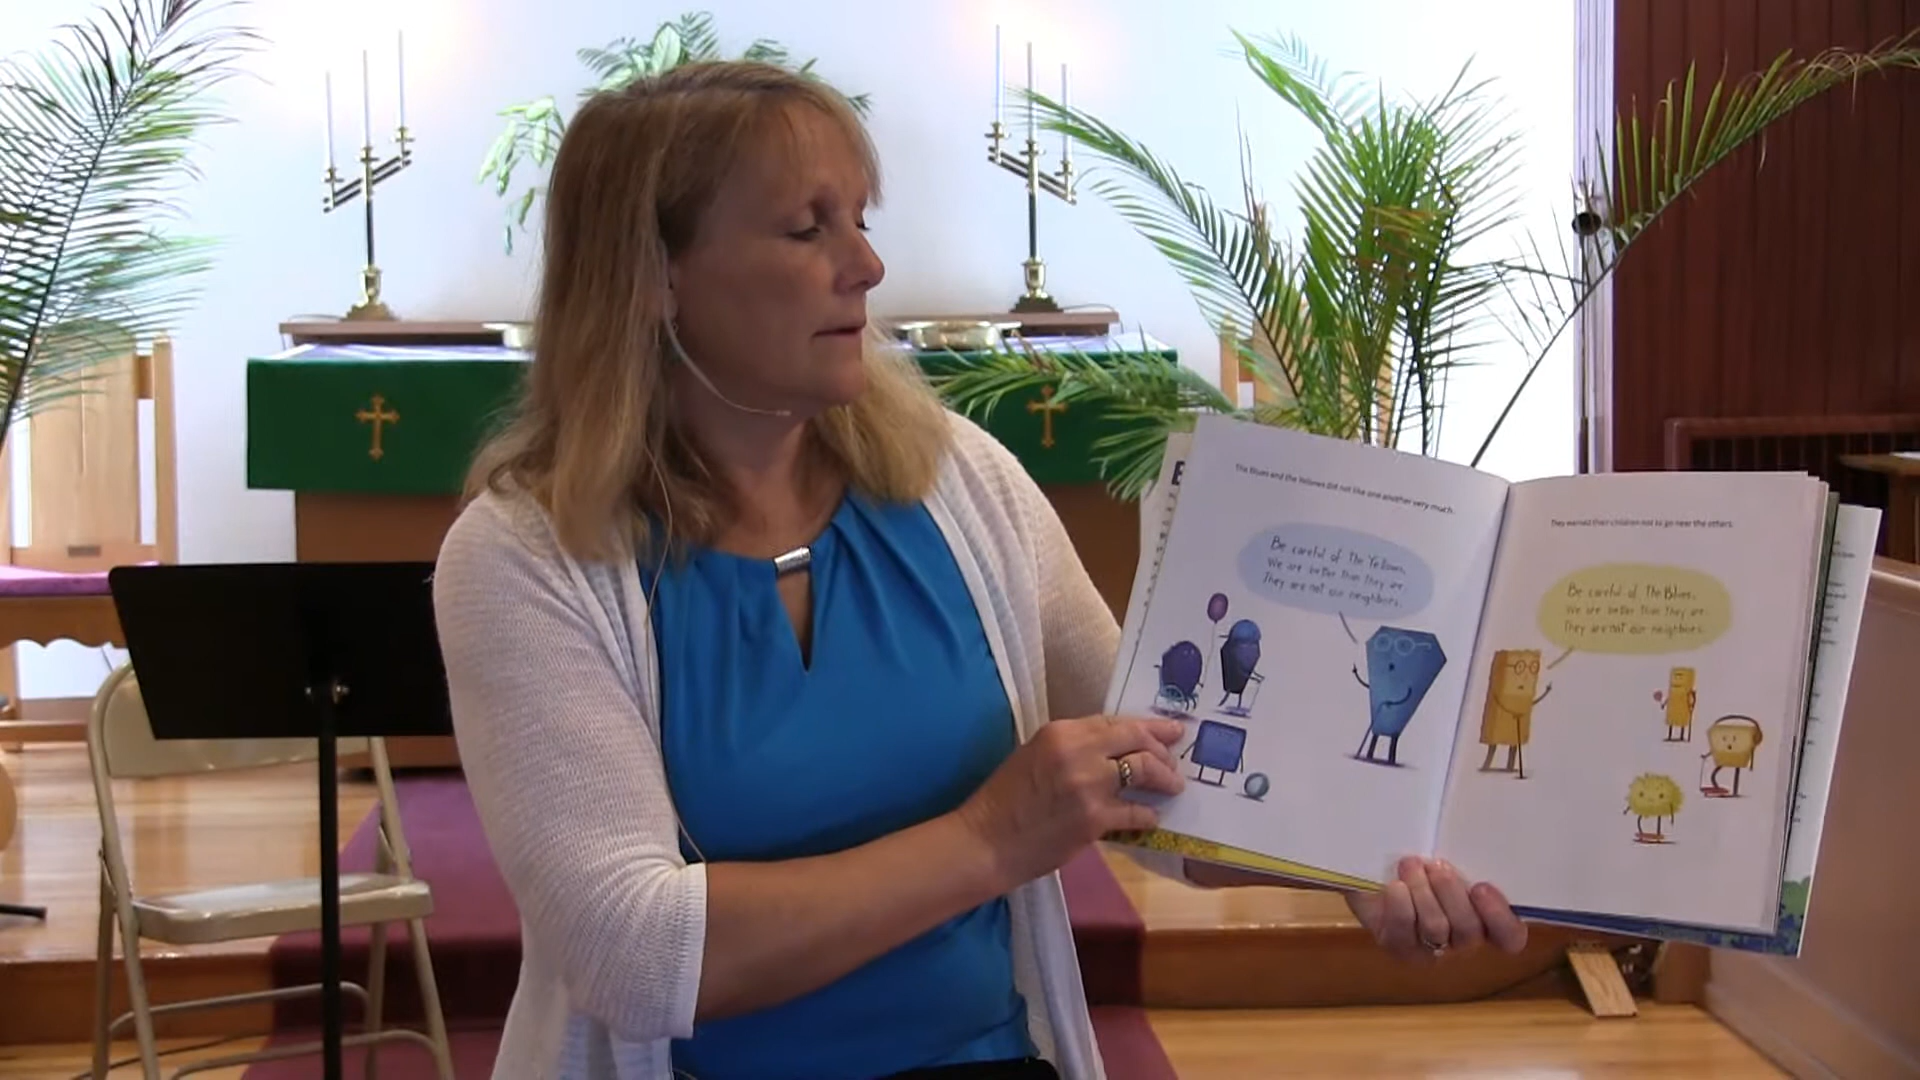 The Blues and the Yellows did not like one another very much.
Be careful of The Yellows.
We are better than they are.
They are not our neighbors.
They warned their children not to go near the others.
Be careful of The Blues.
We are better than they are.
They are not our neighbors.